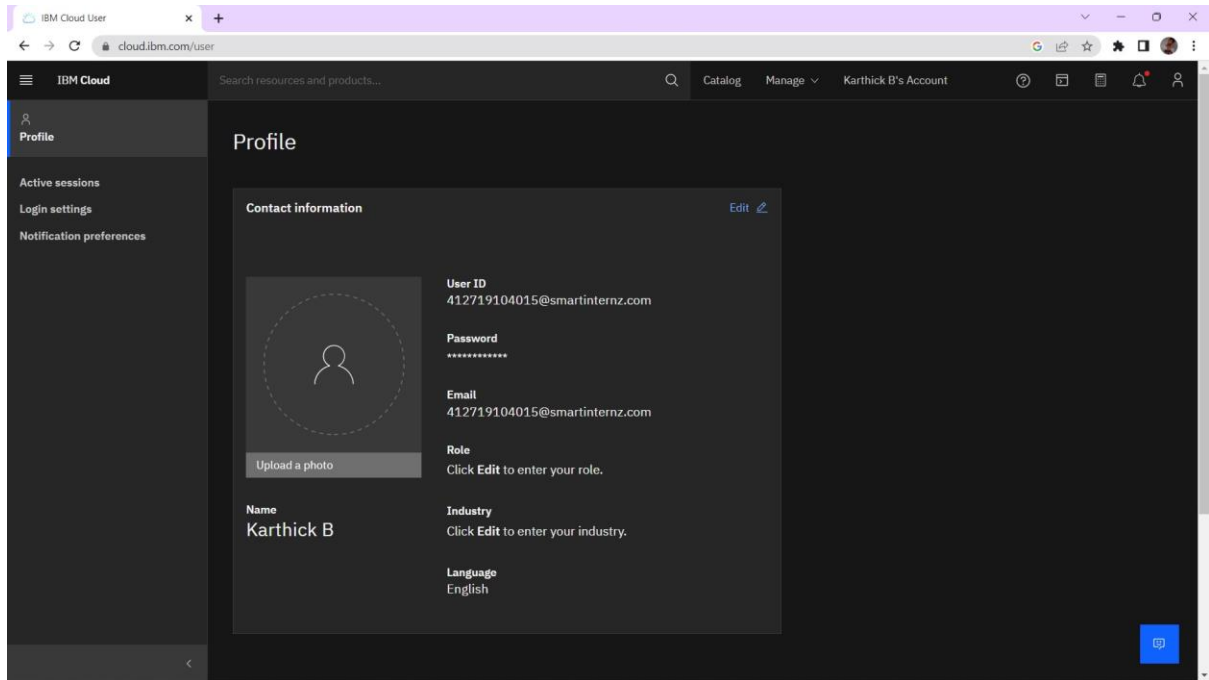 IBM Cloud User
cloud.ibm.com/user
IBM Cloud
Search resources and products...
Catalog
Manage
Karthick B's Account
Profile
Active sessions
Login settings
Notification preferences
Profile
Contact information
Edit
Upload a photo
Name
Karthick B
User ID
412719104015@smartinternz.com
Password
************
Email
412719104015@smartinternz.com
Role
Click Edit to enter your role.
Industry
Click Edit to enter your industry.
Language
English